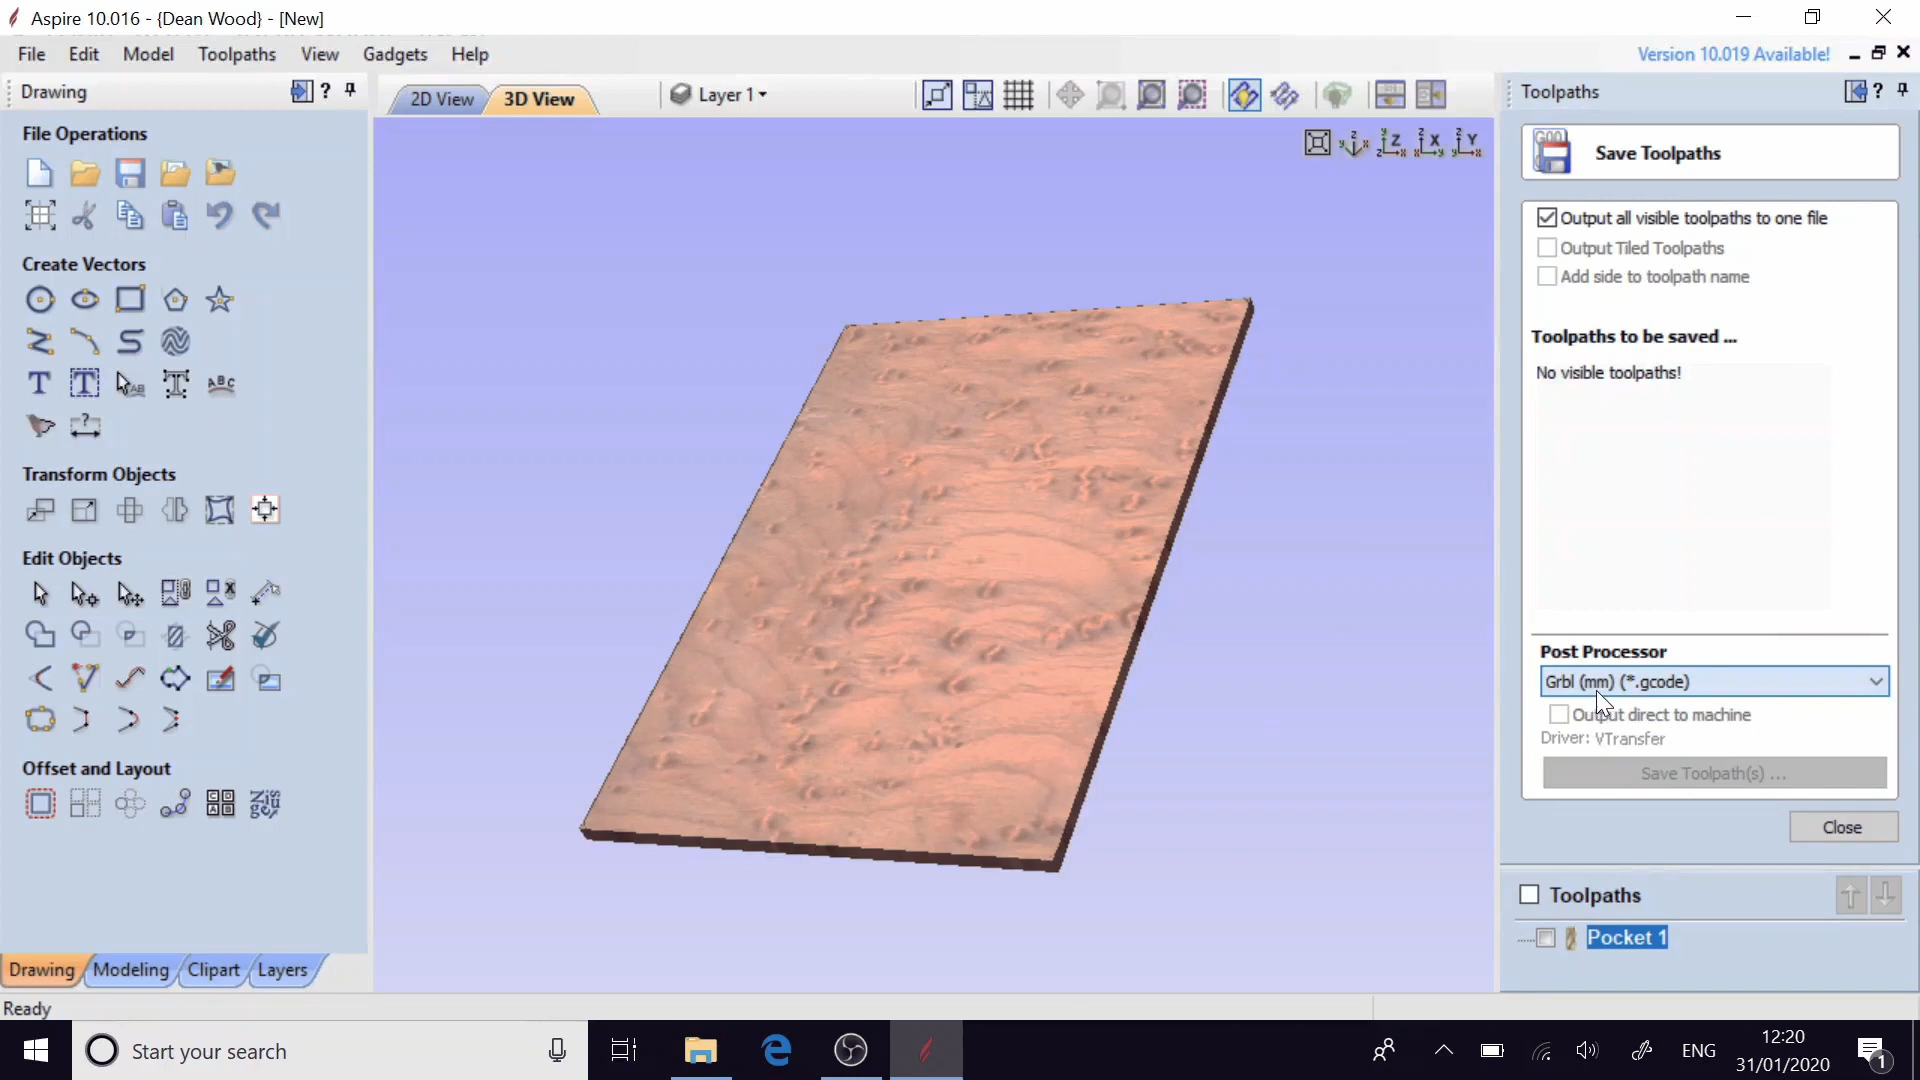 Aspire 10.016 - {Dean Wood} - [New]
File Edit Model Toolpaths View Gadgets Help
Version 10.019 Available!
Drawing
2D View 3D View
Layer 1
Toolpaths
File Operations
Create Vectors
Transform Objects
Edit Objects
Offset and Layout
Drawing Modeling Clipart Layers
Ready
Save Toolpaths
Output all visible toolpaths to one file
Output Tiled Toolpaths
Add side to toolpath name
Toolpaths to be saved ...
No visible toolpaths!
Post Processor
Grbl (mm) (*.gcode)
Output direct to machine
Driver: VTransfer
Save Toolpath(s) ...
Close
Toolpaths
Pocket 1
Start your search
ENG
12:20
31/01/2020
1